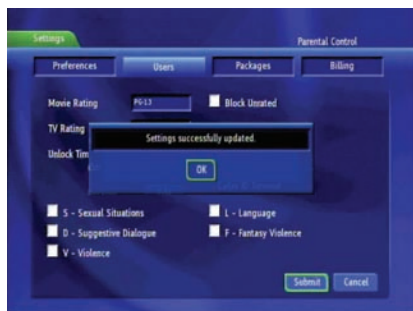 Settings
Parental Control
Preferences Users Packages Billing
Movie Rating PG-13 Block Unrated
TV Rating
Settings successfully updated.
Unlock Tim
OK
S - Sexual Situations L - Language
D - Suggestive Dialogue F - Fantasy Violence
V - Violence
Submit Cancel